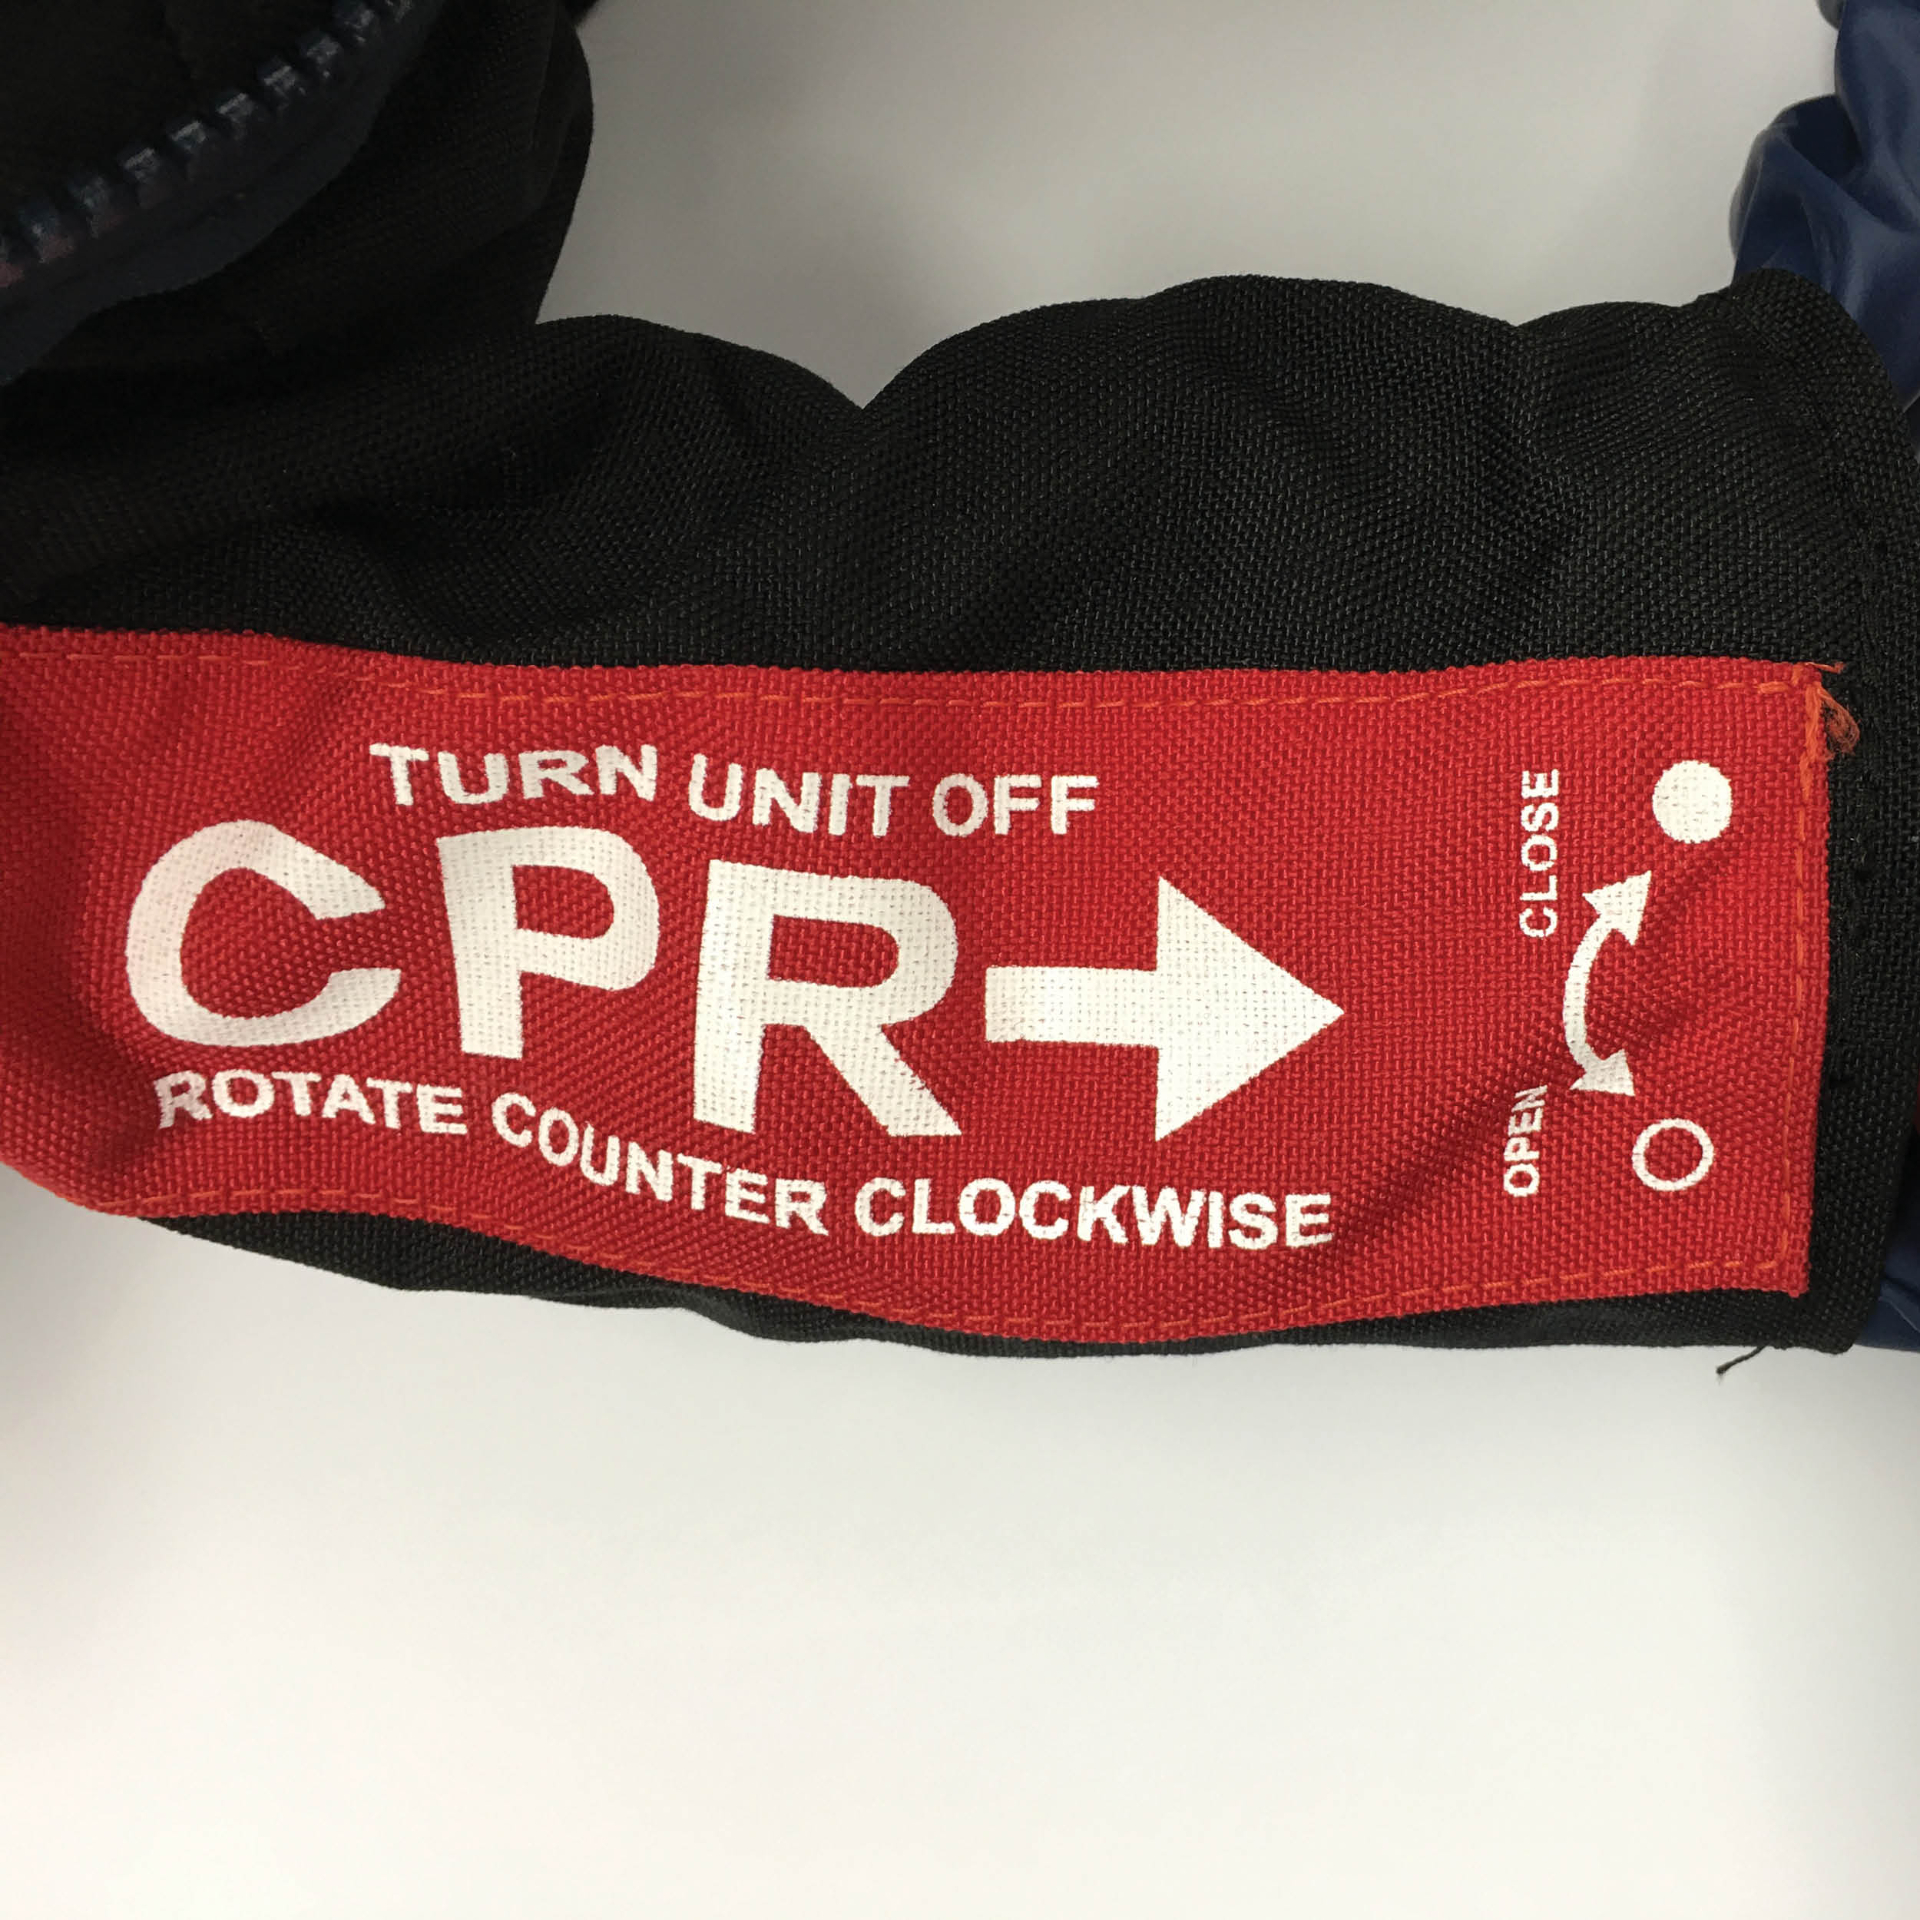 TURN UNIT OFF
CPR
ROTATE COUNTER CLOCKWISE
CLOSE
OPEN